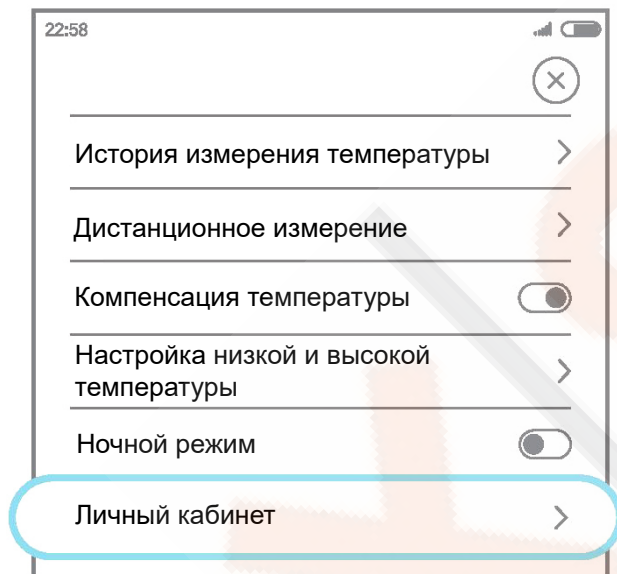 22:58
История измерения температуры
Дистанционное измерение
Компенсация температуры
Настройка низкой и высокой
температуры
Ночной режим
Личный кабинет